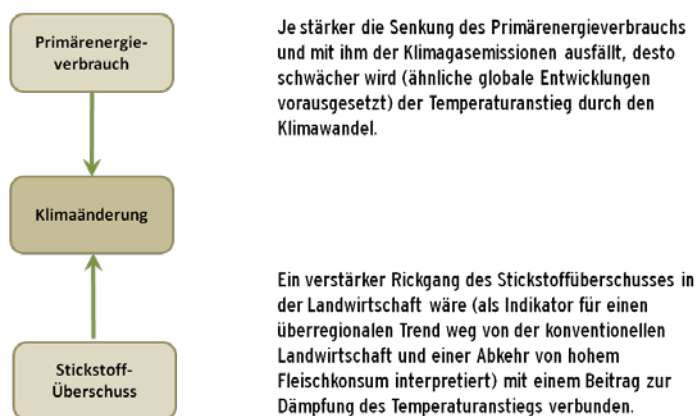 Primärenergie-
verbrauch
Je stärker die Senkung des Primärenergieverbrauchs
und mit ihm der Klimagasemissionen ausfällt, desto
schwächer wird (ähnliche globale Entwicklungen
vorausgesetzt) der Temperaturanstieg durch den
Klimawandel.
Klimaänderung
Ein verstärker Rickgang des Stickstoffüberschusses in
der Landwirtschaft wäre (als Indikator für einen
überregionalen Trend weg von der konventionellen
Landwirtschaft und einer Abkehr von hohem
Fleischkonsum interpretiert) mit einem Beitrag zur
Dämpfung des Temperaturanstiegs verbunden.
Stickstoff-
Überschuss